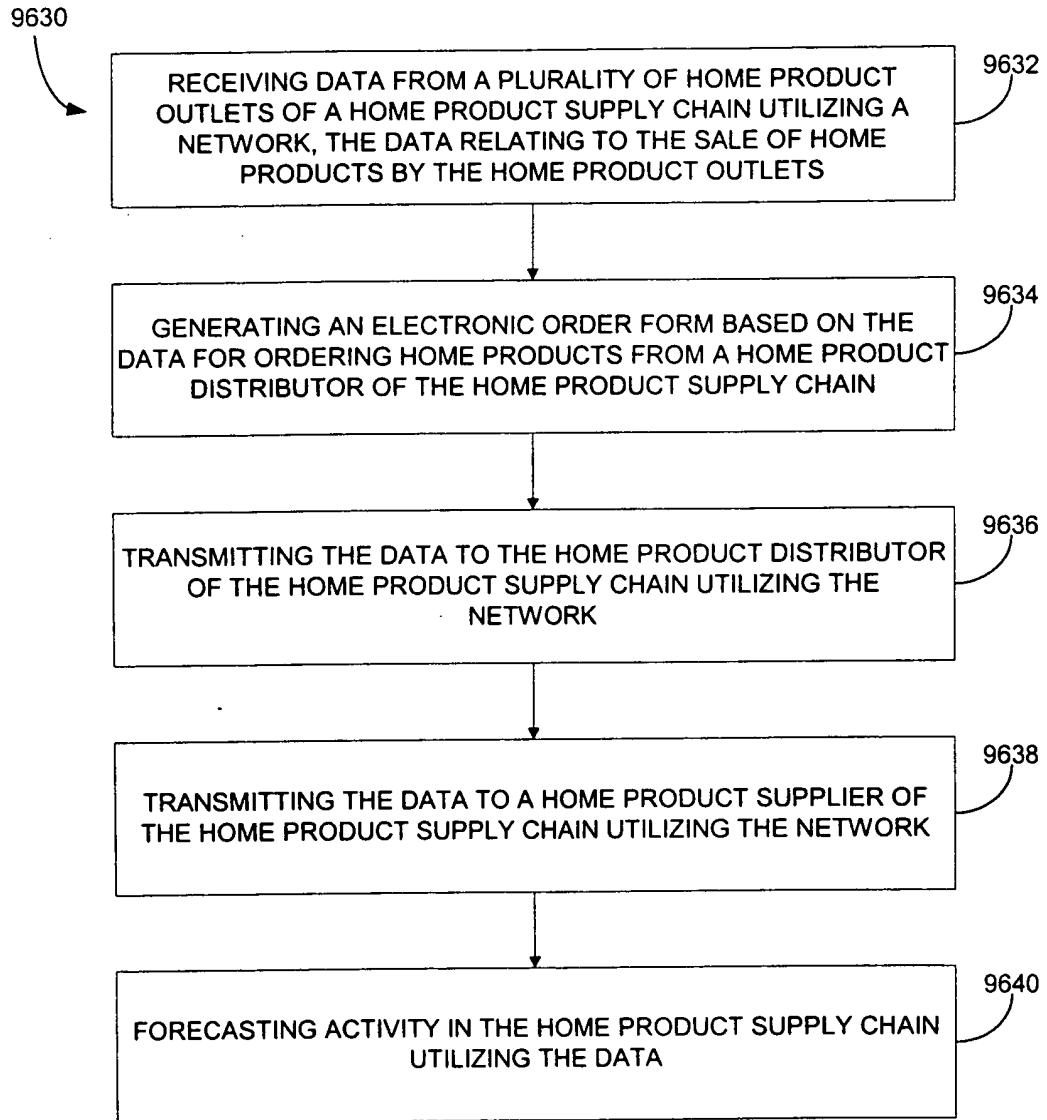 9630
RECEIVING DATA FROM A PLURALITY OF HOME PRODUCT
OUTLETS OF A HOME PRODUCT SUPPLY CHAIN UTILIZING A
NETWORK, THE DATA RELATING TO THE SALE OF HOME
PRODUCTS BY THE HOME PRODUCT OUTLETS
9632
GENERATING AN ELECTRONIC ORDER FORM BASED ON THE
DATA FOR ORDERING HOME PRODUCTS FROM A HOME PRODUCT
DISTRIBUTOR OF THE HOME PRODUCT SUPPLY CHAIN
9634
TRANSMITTING THE DATA TO THE HOME PRODUCT DISTRIBUTOR
OF THE HOME PRODUCT SUPPLY CHAIN UTILIZING THE
NETWORK
9636
TRANSMITTING THE DATA TO A HOME PRODUCT SUPPLIER OF
THE HOME PRODUCT SUPPLY CHAIN UTILIZING THE NETWORK
9638
FORECASTING ACTIVITY IN THE HOME PRODUCT SUPPLY CHAIN
UTILIZING THE DATA
9640